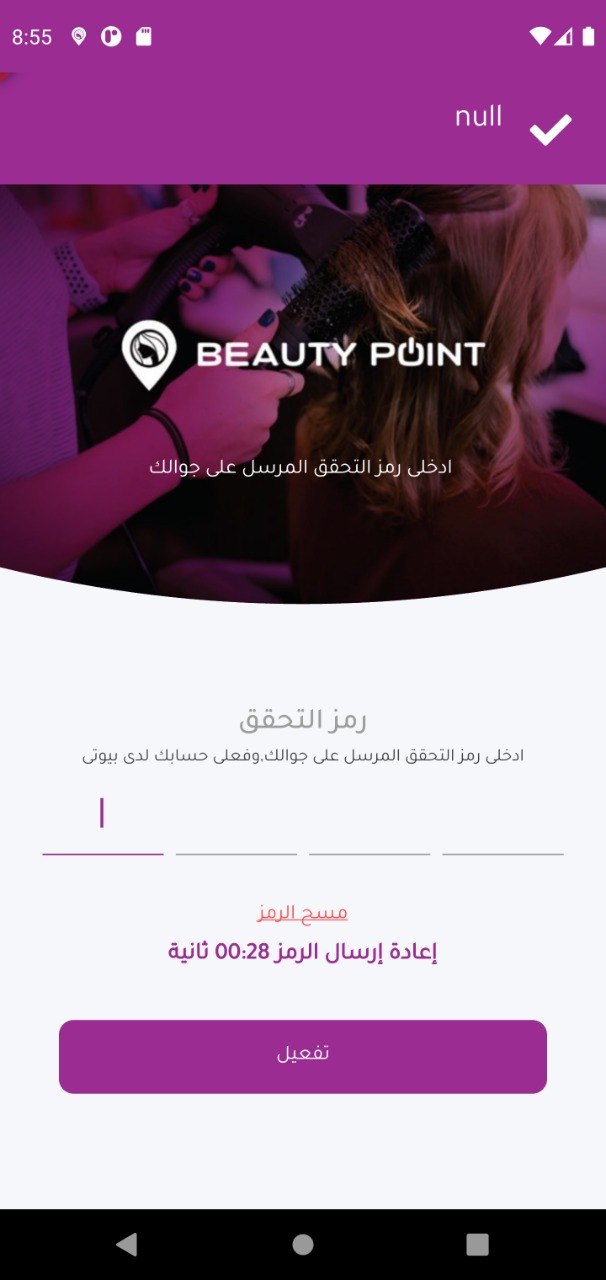 8:55
null
BEAUTY POINT
ادخلى رمز التحقق المرسل على جوالك
رمز التحقق
ادخلى رمز التحقق المرسل على جوالك,وفعلى حسابك لدى بيوتى
مسح الرمز
إعادة إرسال الرمز 00:28 ثانية
تفعيل